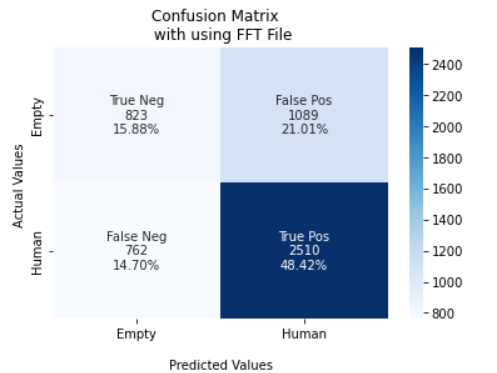 Confusion Matrix
with using FFT File
True Neg
823
15.88%
False Pos
1089
21.01%
False Neg
762
14.70%
True Pos
2510
48.42%
Empty
Human
Actual Values
Empty
Human
Predicted Values
2400
2200
2000
1800
1600
1400
1200
1000
800